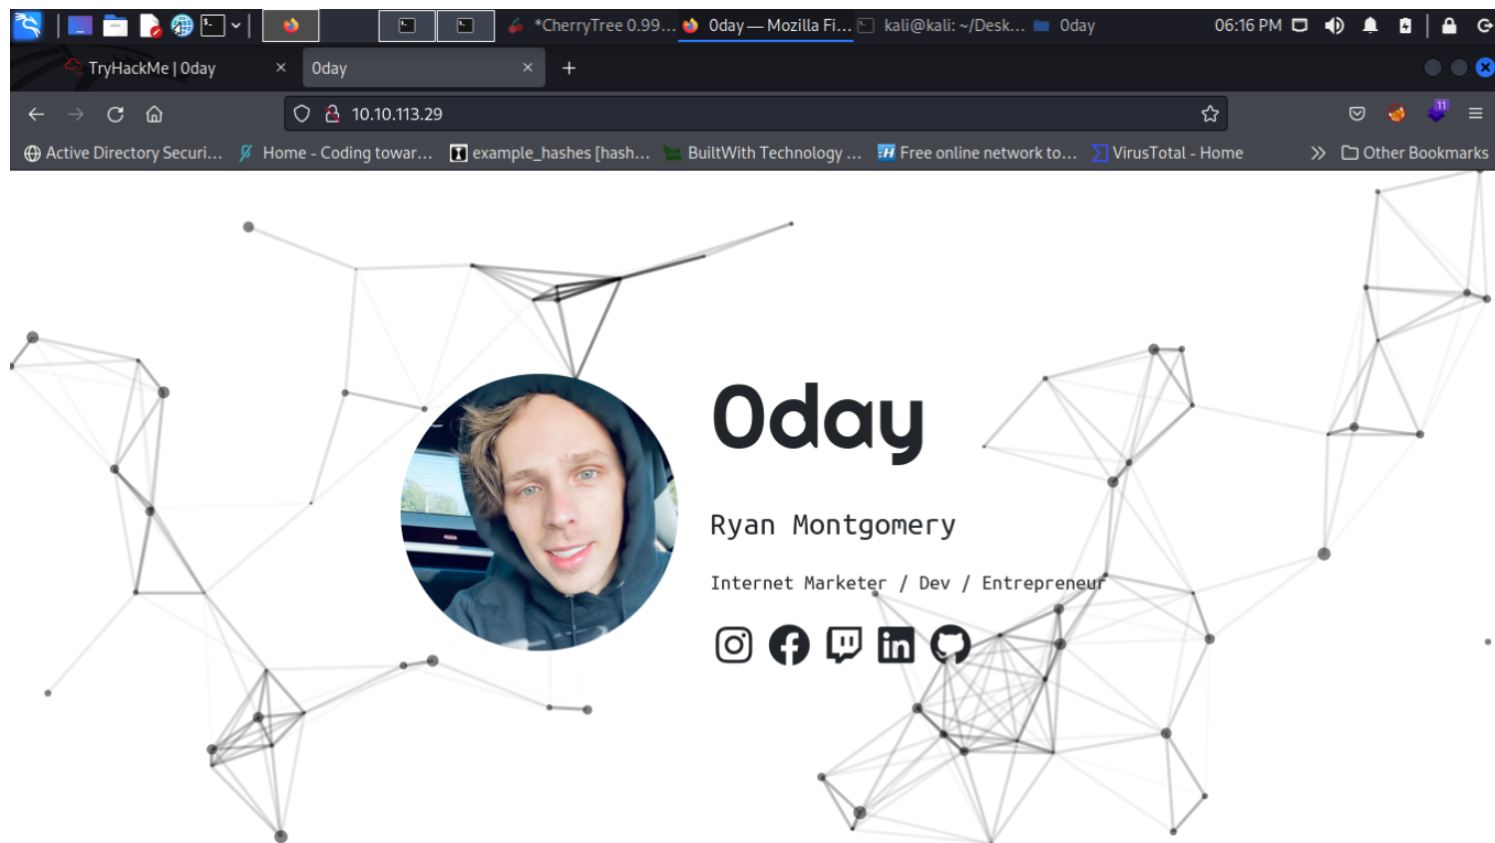 *CherryTree 0.99...
0day — Mozilla Fi...
kali@kali: ~/Desk...
0day
06:16 PM
TryHackMe | 0day
0day
10.10.113.29
11
Active Directory Securi...
Home - Coding towar...
example_hashes [hash...
BuiltWith Technology ...
Free online network to...
VirusTotal - Home
Other Bookmarks
0day
Ryan Montgomery
Internet Marketer / Dev / Entrepreneur